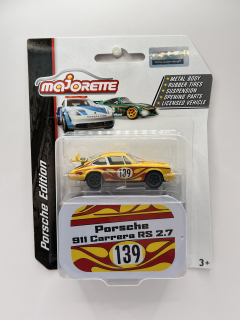 majORETTE
METAL BODY
RUBBER TIRES
SUSPENSION
OPENING PARTS
LICENSED VEHICLE
Porsche Edition
139
Porsche
911 Carrera RS 2.7
139
3+